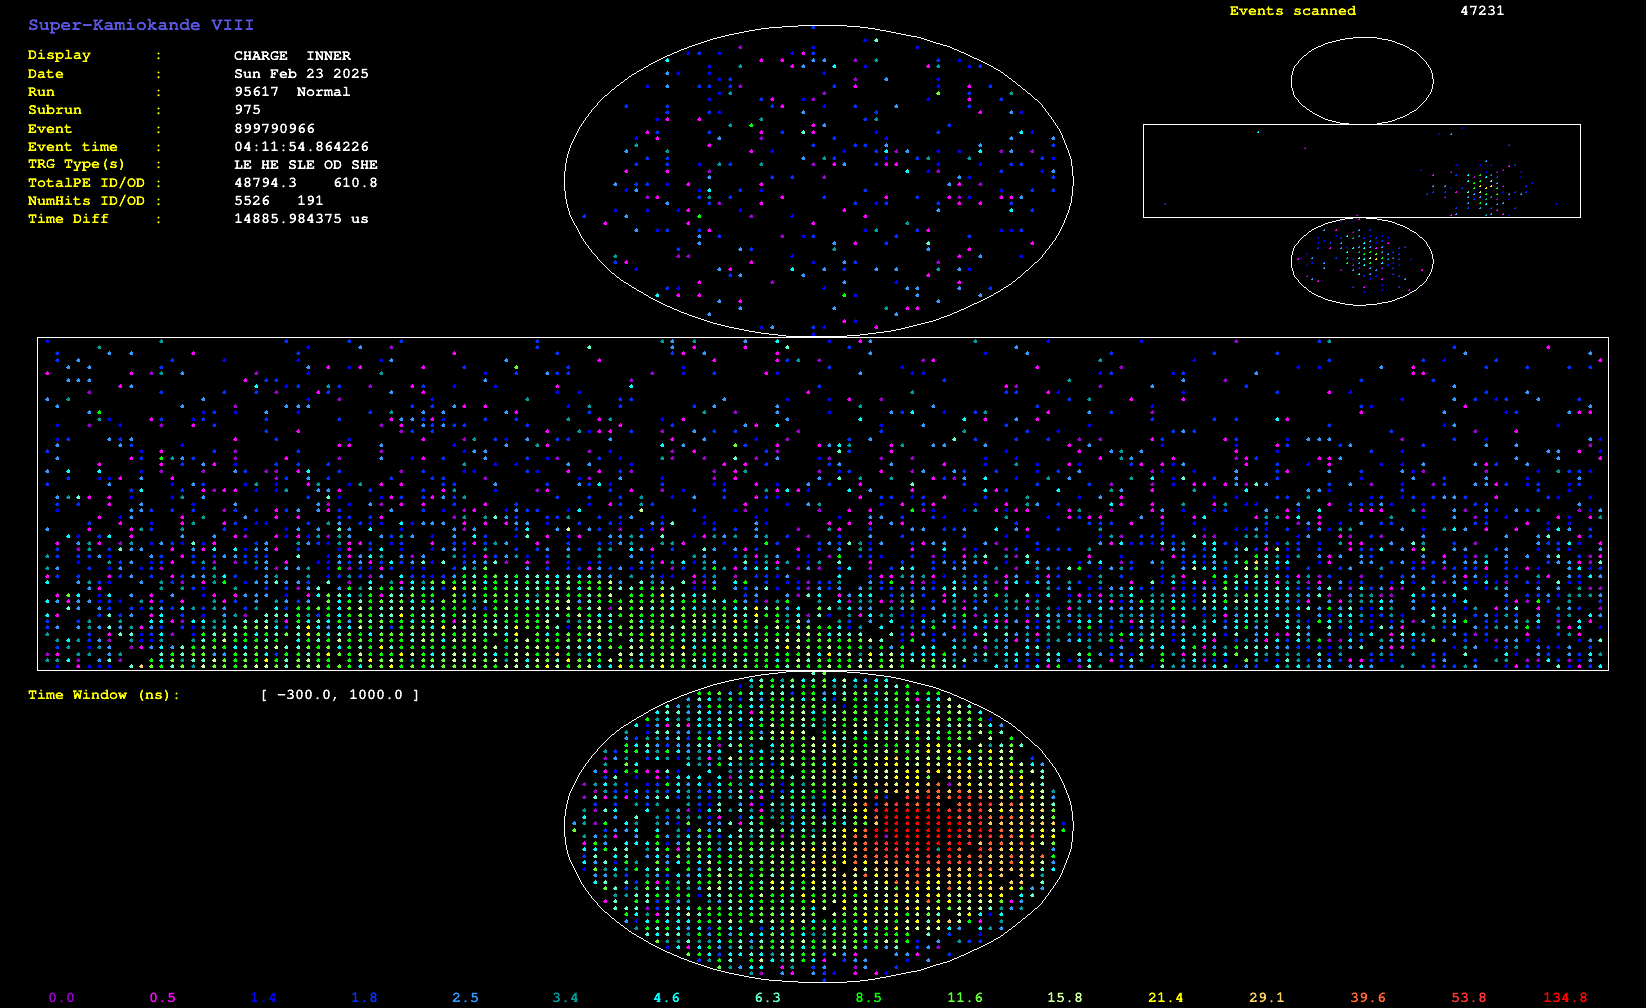 Super-Kamiokande VIII
Display : CHARGE INNER
Date : Sun Feb 23 2025
Run : 95617 Normal
Subrun : 975
Event : 899790966
Event time : 04:11:54.864226
TRG Type(s) : LE HE SLE OD SHE
TotalPE ID/OD : 48794.3 610.8
NumHits ID/OD : 5526 191
Time Diff : 14885.984375 us
Events scanned 47231
Time Window (ns): [ -300.0, 1000.0 ]
0.0 0.5 1.4 1.8 2.5 3.4 4.6 6.3 8.5 11.6 15.8 21.4 29.1 39.6 53.8 134.8